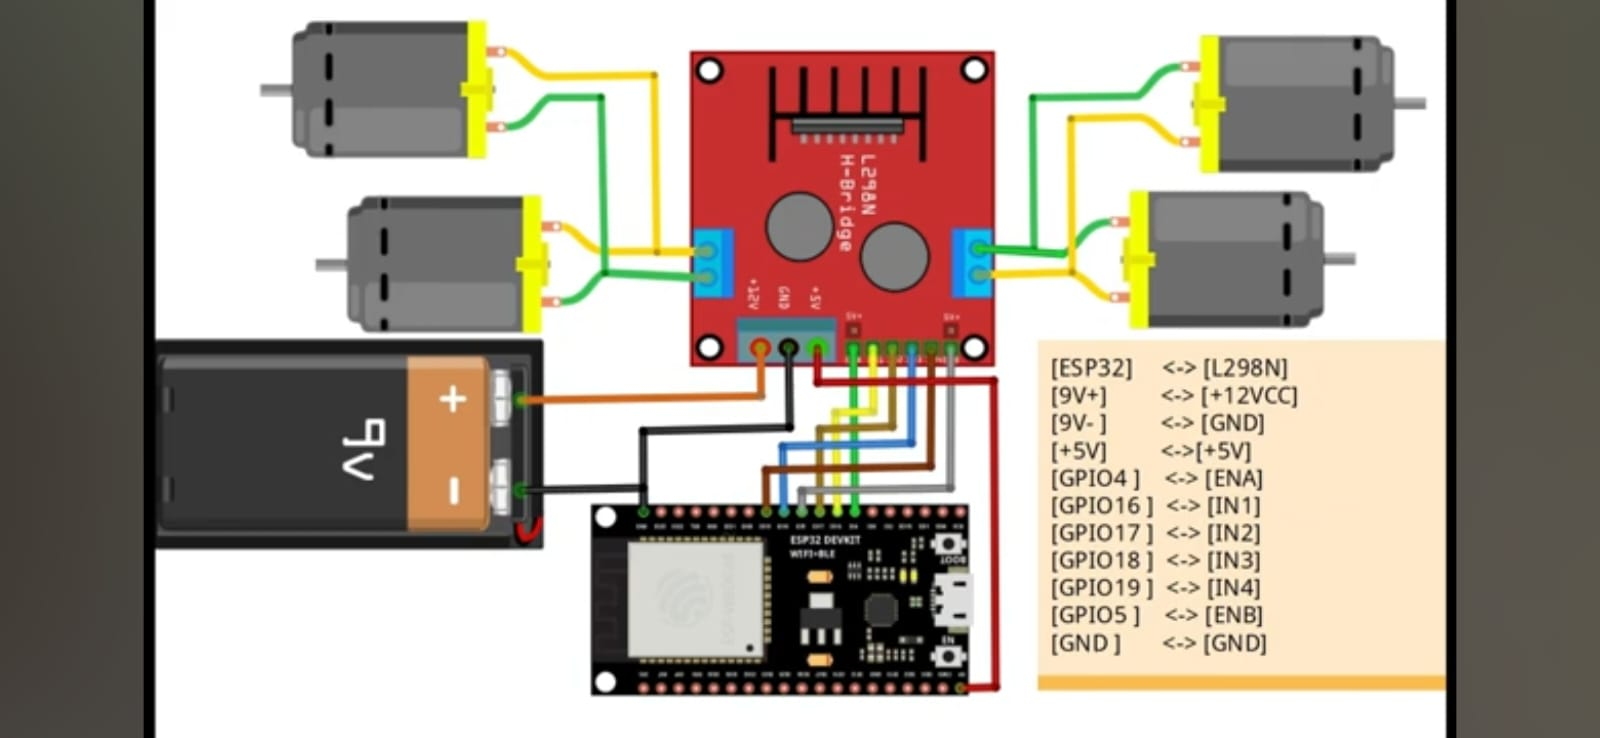 L298N
H-Bridge
+12V
GND
+5V
+
9v
-
ESP32 DEVKIT
WIFI+BLE
BOOT
EN
[ESP32] <-> [L298N]
[9V+] <-> [+12VCC]
[9V- ] <-> [GND]
[+5V] <->[+5V]
[GPIO4 ] <-> [ENA]
[GPIO16 ] <-> [IN1]
[GPIO17 ] <-> [IN2]
[GPIO18 ] <-> [IN3]
[GPIO19 ] <-> [IN4]
[GPIO5 ] <-> [ENB]
[GND ] <-> [GND]